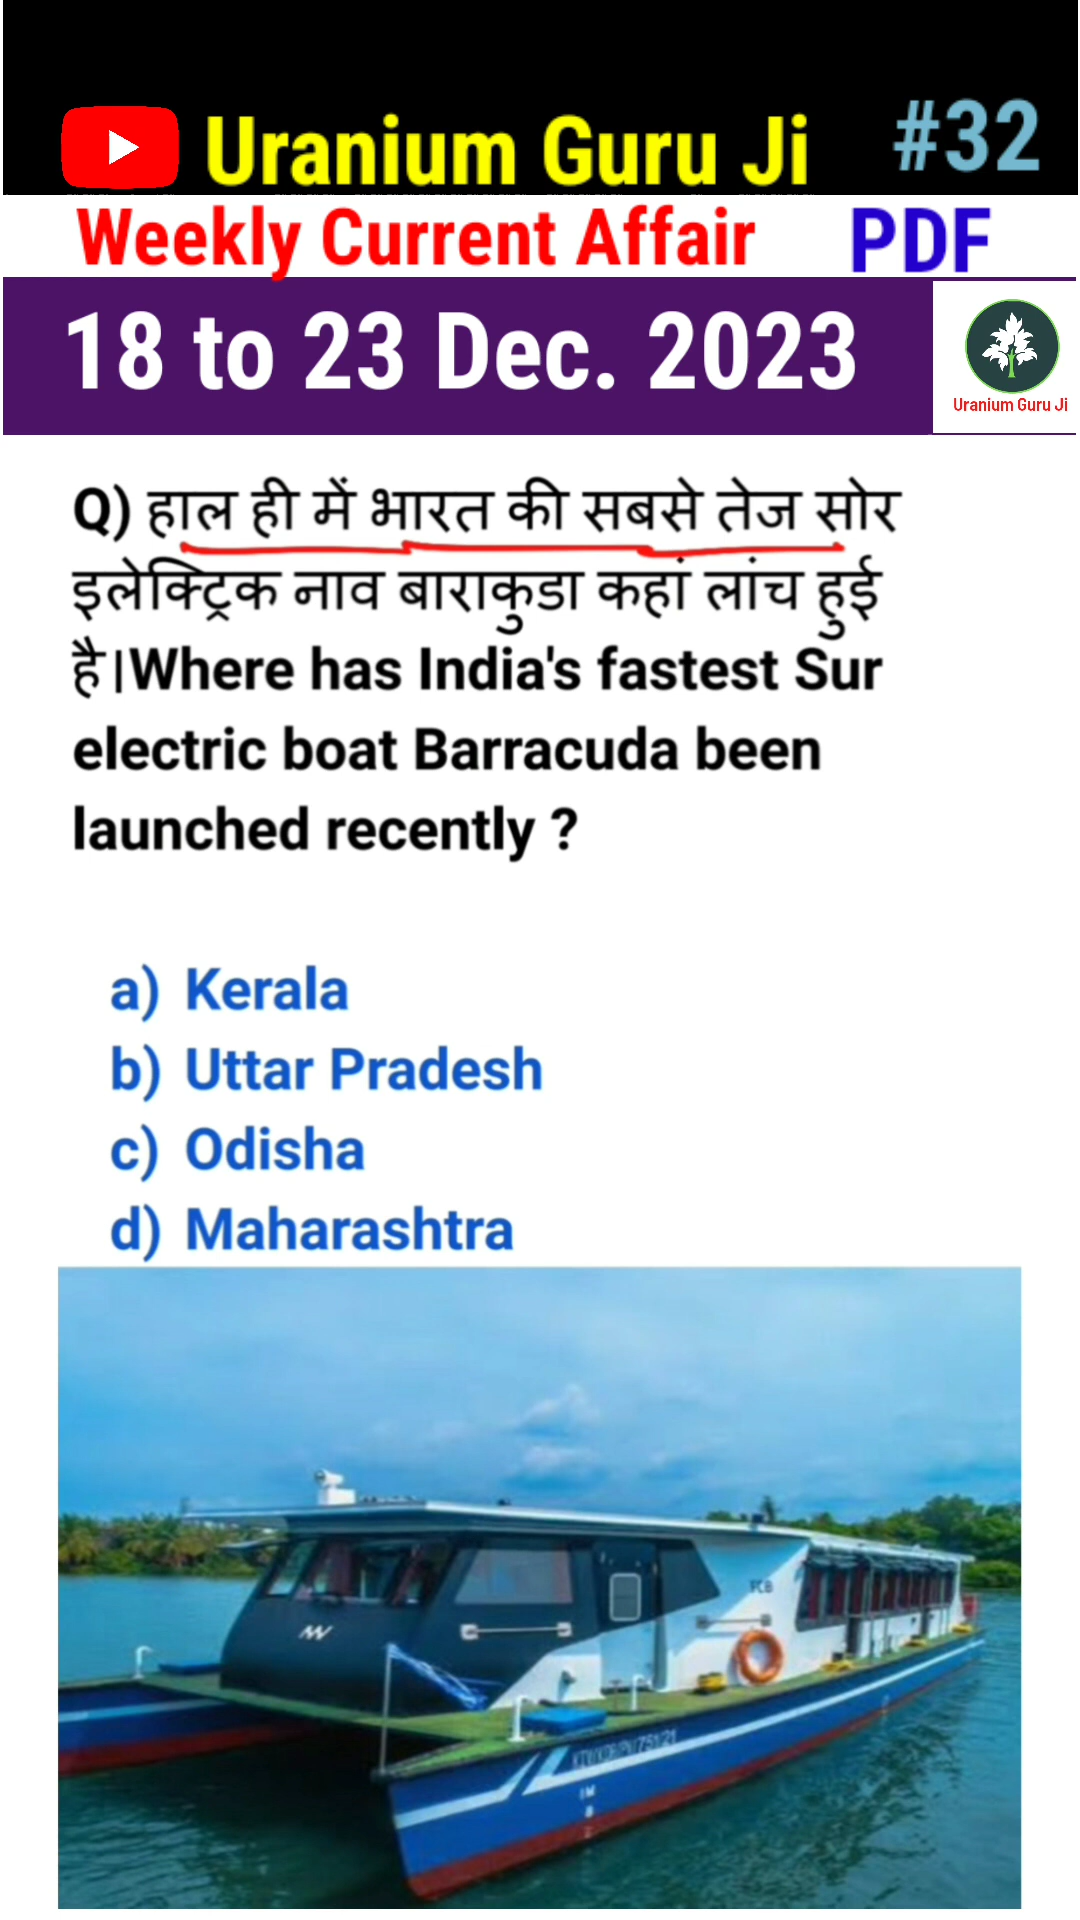 Uranium Guru Ji #32
Weekly Current Affair PDF
18 to 23 Dec. 2023
Uranium Guru Ji
Q) हाल ही में भारत की सबसे तेज सोर
इलेक्ट्रिक नाव बाराकुडा कहां लांच हुई
है।Where has India's fastest Sur
electric boat Barracuda been
launched recently ?
a) Kerala
b) Uttar Pradesh
c) Odisha
d) Maharashtra